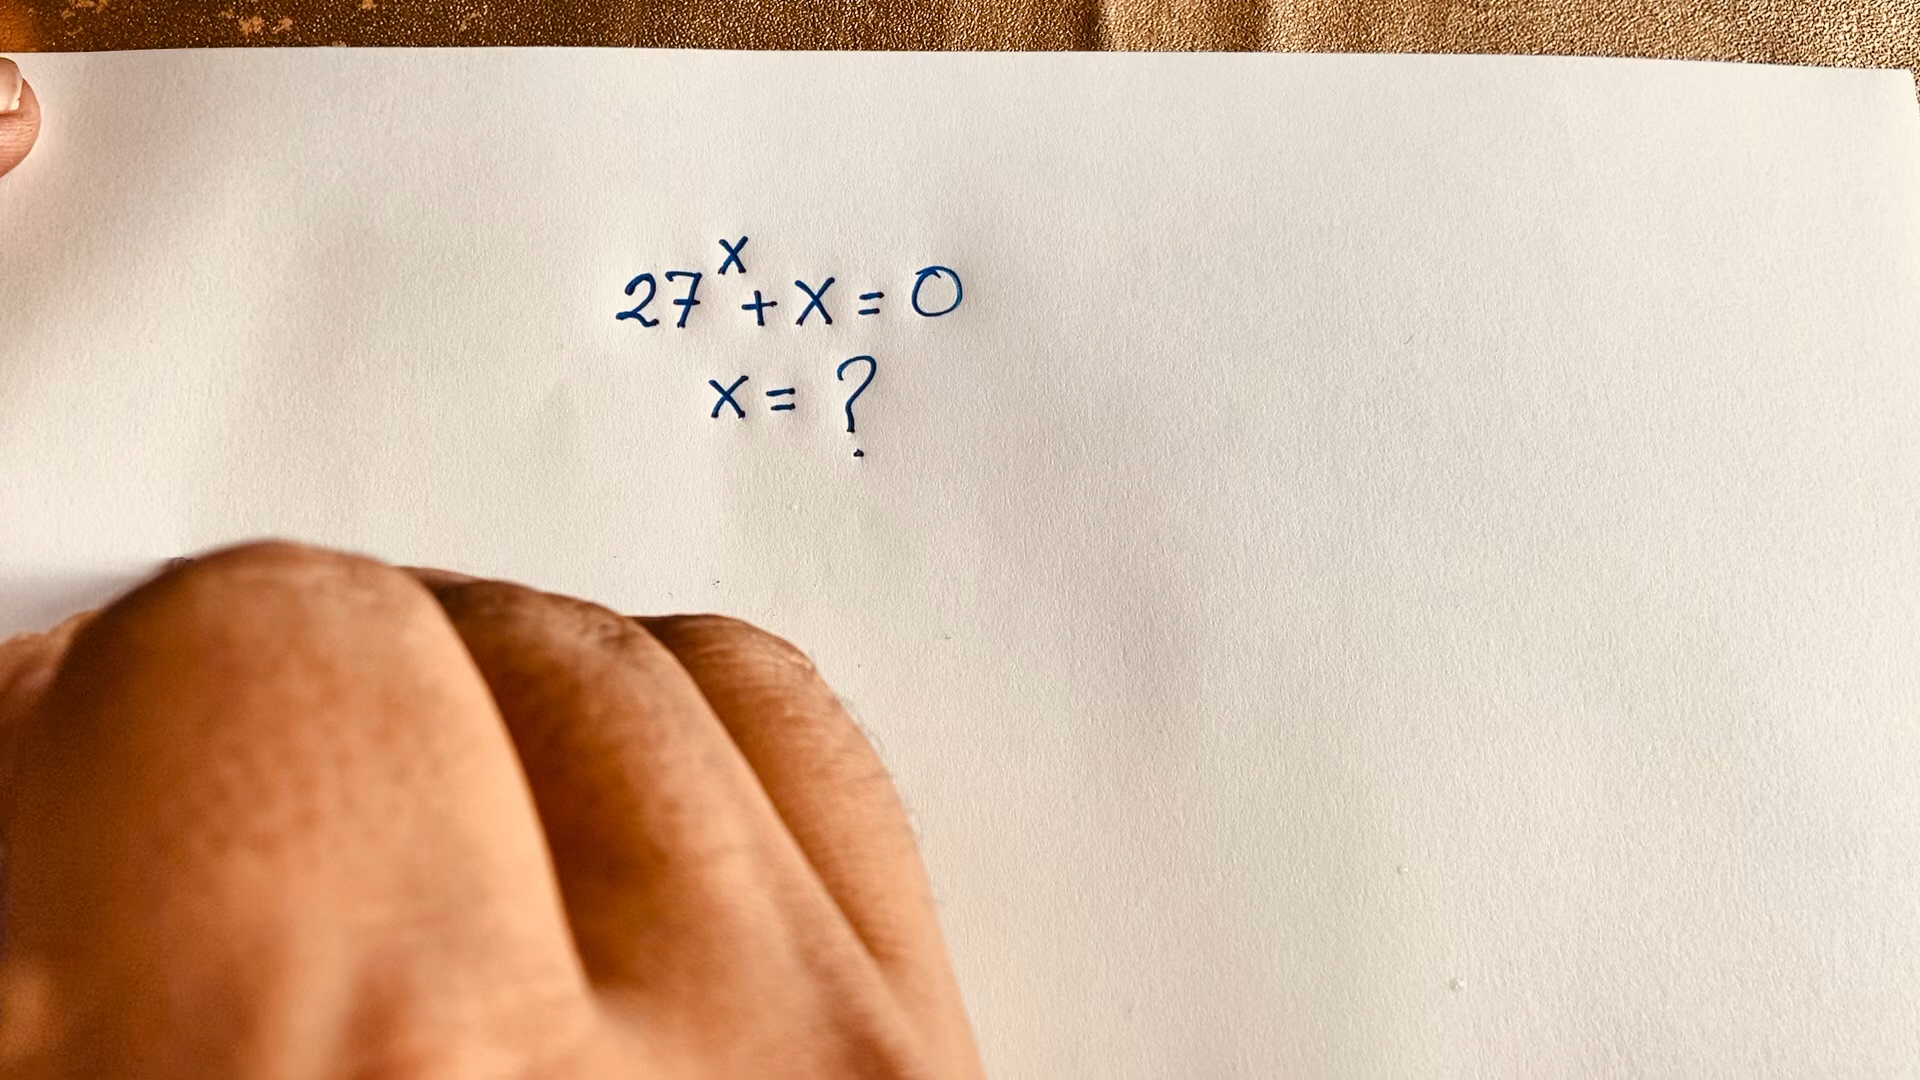 27^x + x = 0
x = ?